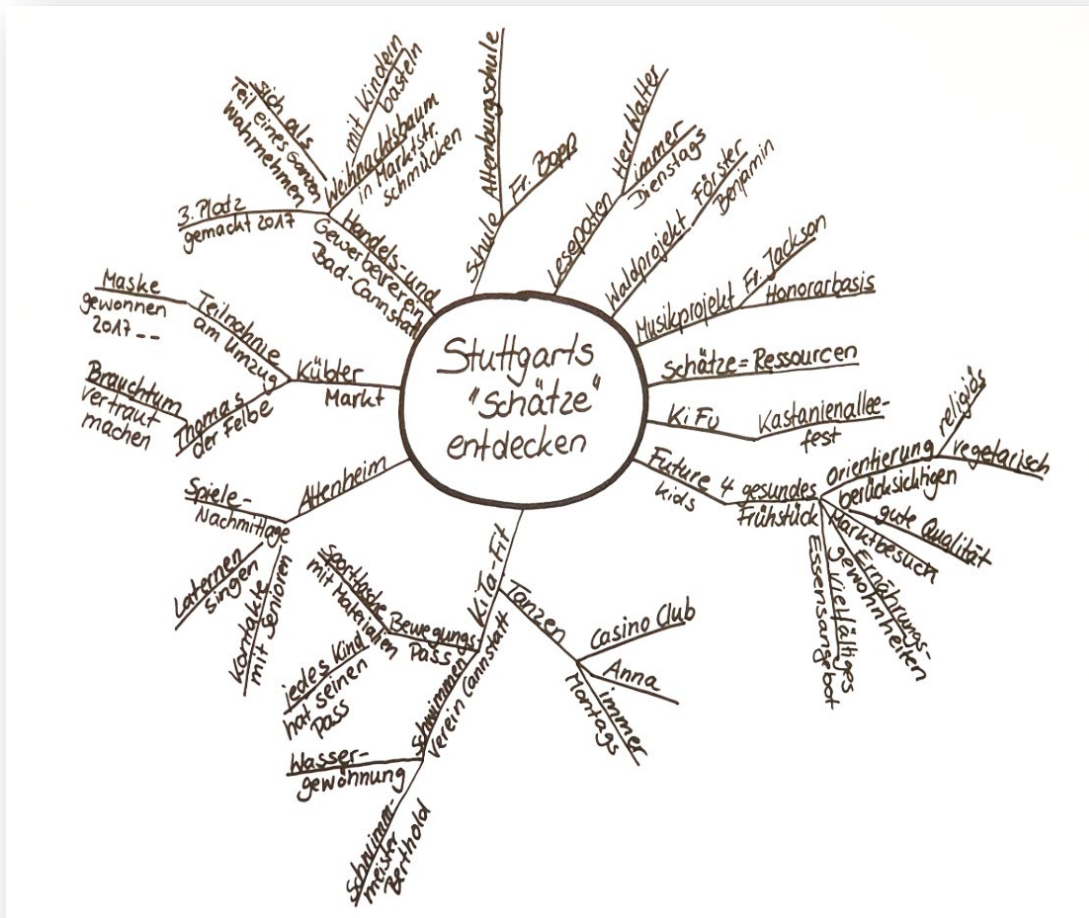 Stuttgarts
"Schätze"
entdecken
Schule
Altenburgschule
Fr. Bopp
Lesepaten
Herr Walter
immer
Dienstags
Waldprojekt
Förster
Benjamin
Musikprojekt
Fr. Jackson
Honorarbasis
Schätze = Ressourcen
KiFu
Kastanienallee-
fest
Future 4
Kids
gesundes
Frühstück
Orientierung
berücksichtigen
religiös
vegetarisch
gute Qualität
Marktbesuch
Ernährungs-
gewohnheiten
Vielfältiges
Essensangebot
KiTa-Fit
Tanzen
Casino Club
Anna
immer
Montags
Bewegungs-
Pass
Sporttasche
mit Materialien
jedes Kind
hat seinen
Pass
Schwimmen
Verein Cannstatt
Wasser-
gewöhnung
Schwimm-
meister
Berthold
Altenheim
Spiele-
Nachmittage
Laternen
singen
Kontakte
mit Senioren
Kübler
Markt
Thomas
der Felbe
Brauchtum
vertraut
machen
Teilnahme
am Umzug
Maske
gewonnen
2017 --
Handels- und
Gewerbeverein
Bad-Cannstatt
3. Platz
gemacht 2017
sich als
Teil eines Ganzen
wahrnehmen
Weihnachtsbaum
in Marktstr.
schmücken
mit Kindern
basteln